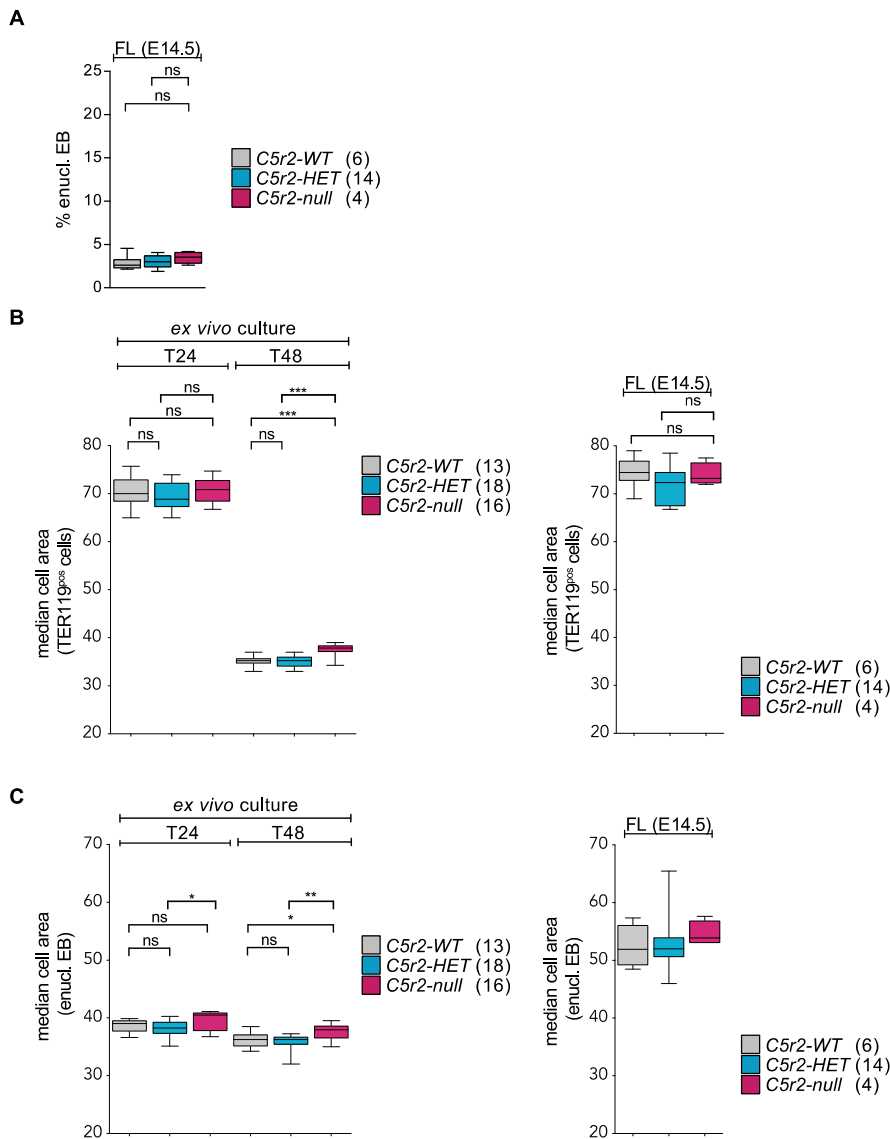 A
FL (E14.5)
ns
ns
25
20
15
10
5
0
% enucl. EB
C5r2-WT (6)
C5r2-HET (14)
C5r2-null (4)
B
ex vivo culture
T24
T48
ns
***
ns
***
ns
ns
80
70
60
50
40
30
20
median cell area
(TER119pos cells)
C5r2-WT (13)
C5r2-HET (18)
C5r2-null (16)
FL (E14.5)
ns
ns
80
70
60
50
40
30
20
median cell area
(TER119pos cells)
C5r2-WT (6)
C5r2-HET (14)
C5r2-null (4)
C
ex vivo culture
T24
T48
*
**
ns
*
ns
ns
70
60
50
40
30
20
median cell area
(enucl. EB)
C5r2-WT (13)
C5r2-HET (18)
C5r2-null (16)
FL (E14.5)
70
60
50
40
30
20
median cell area
(enucl. EB)
C5r2-WT (6)
C5r2-HET (14)
C5r2-null (4)